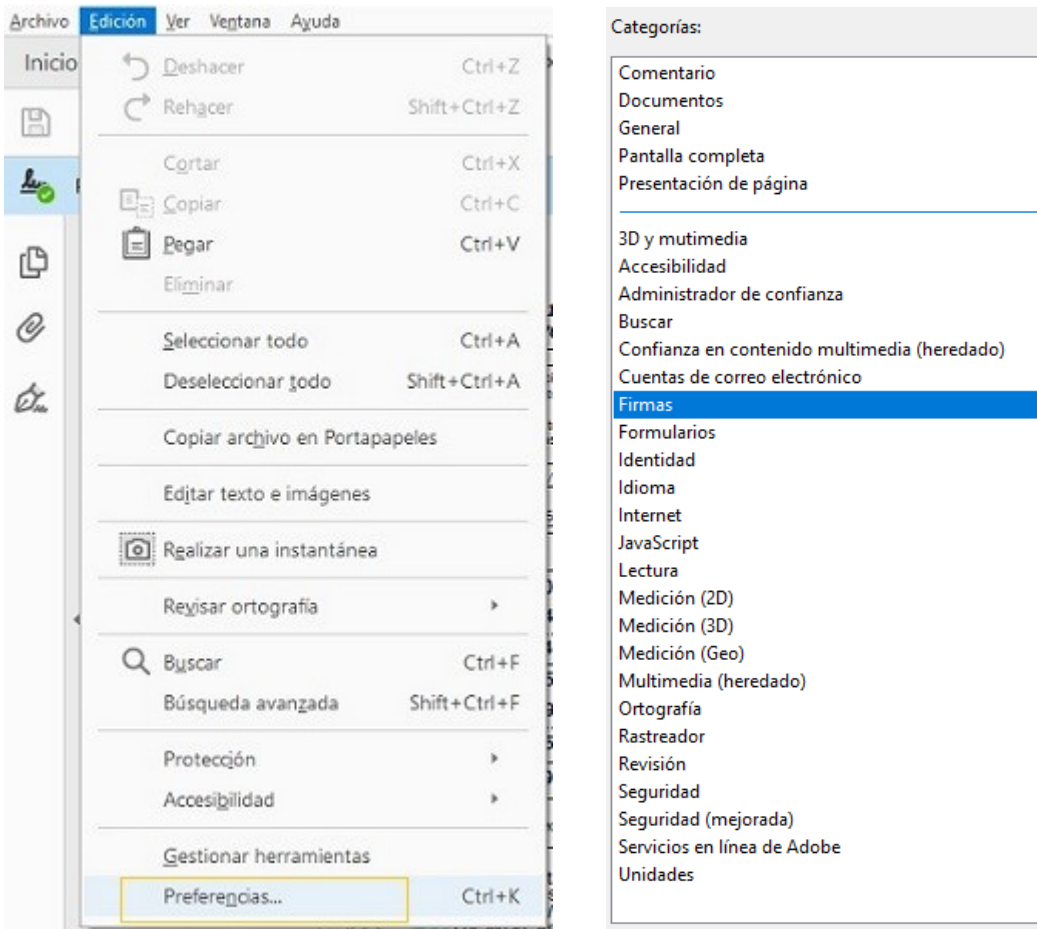 Archivo Edición Ver Ventana Ayuda
Inicio
Deshacer Ctrl+Z
Rehacer Shift+Ctrl+Z
Cortar Ctrl+X
Copiar Ctrl+C
Pegar Ctrl+V
Eliminar
Seleccionar todo Ctrl+A
Deseleccionar todo Shift+Ctrl+A
Copiar archivo en Portapapeles
Editar texto e imágenes
Realizar una instantánea
Revisar ortografía
Buscar Ctrl+F
Búsqueda avanzada Shift+Ctrl+F
Protección
Accesibilidad
Gestionar herramientas
Preferencias... Ctrl+K
Categorías:
Comentario
Documentos
General
Pantalla completa
Presentación de página
3D y mutimedia
Accesibilidad
Administrador de confianza
Buscar
Confianza en contenido multimedia (heredado)
Cuentas de correo electrónico
Firmas
Formularios
Identidad
Idioma
Internet
JavaScript
Lectura
Medición (2D)
Medición (3D)
Medición (Geo)
Multimedia (heredado)
Ortografía
Rastreador
Revisión
Seguridad
Seguridad (mejorada)
Servicios en línea de Adobe
Unidades